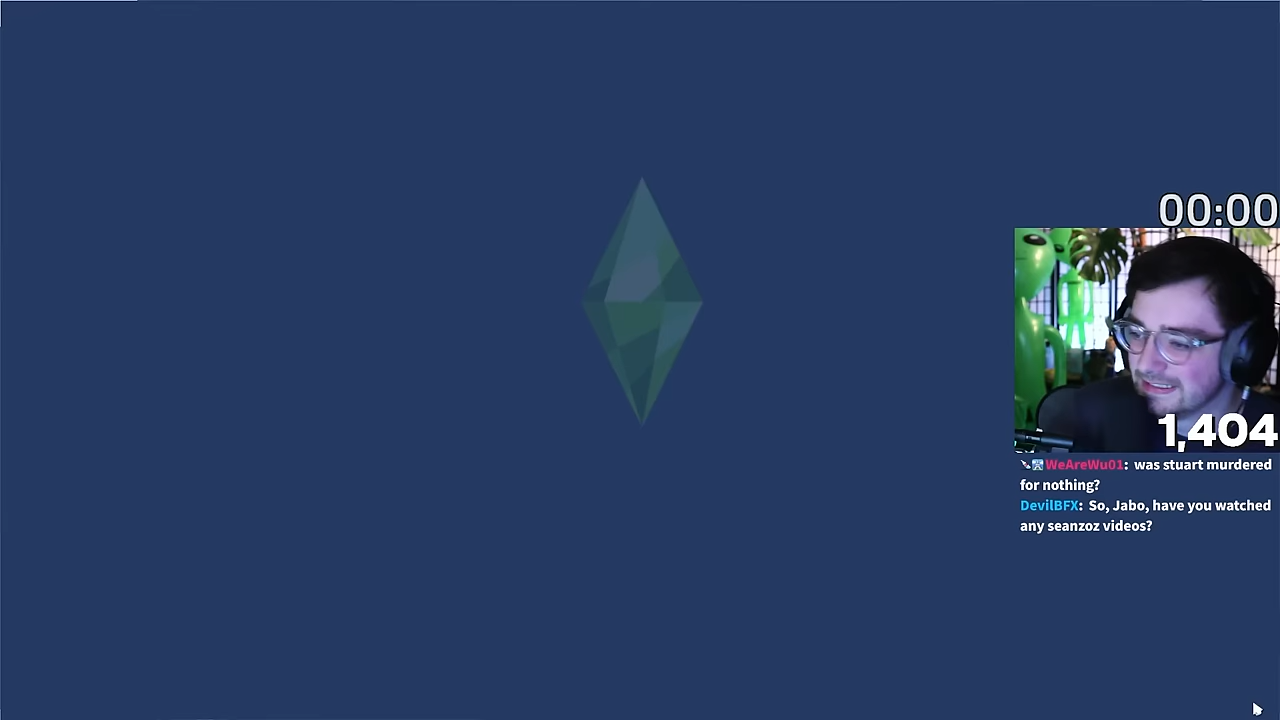 00:00
1,404
WeAreWu01: was stuart murdered
for nothing?
DevilBFX: So, Jabo, have you watched
any seanzoz videos?